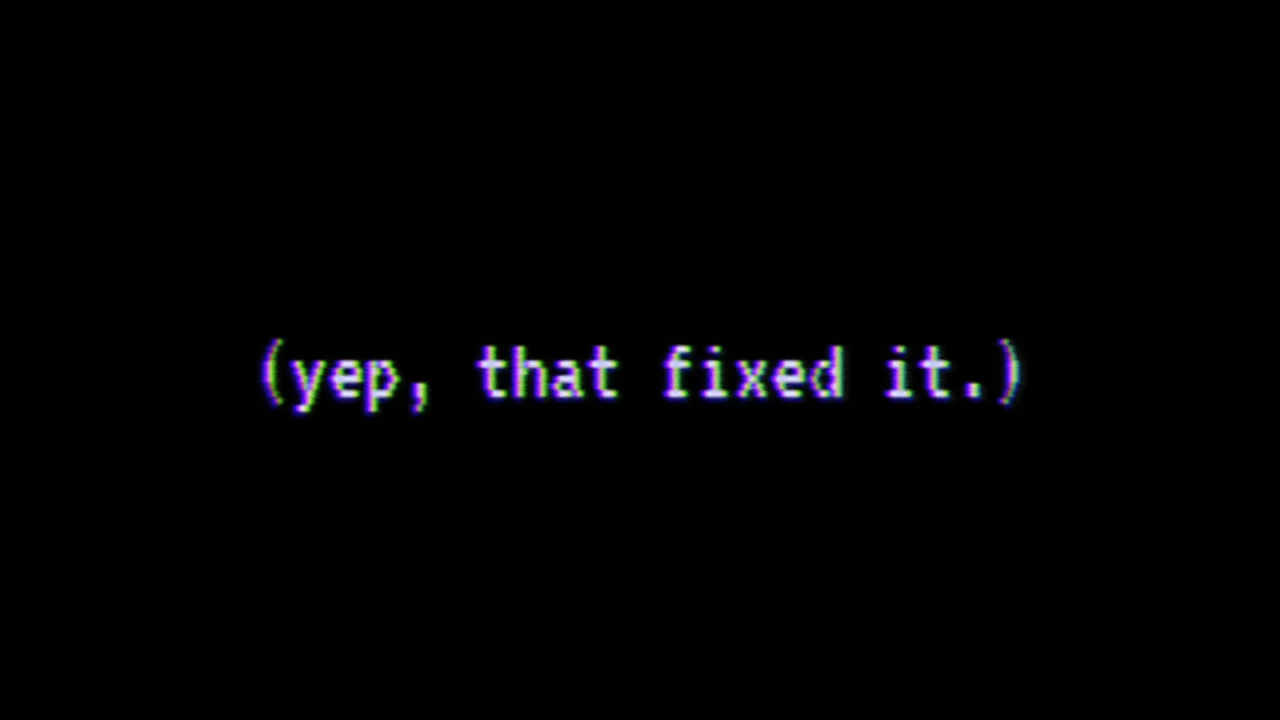 (yep, that fixed it.)